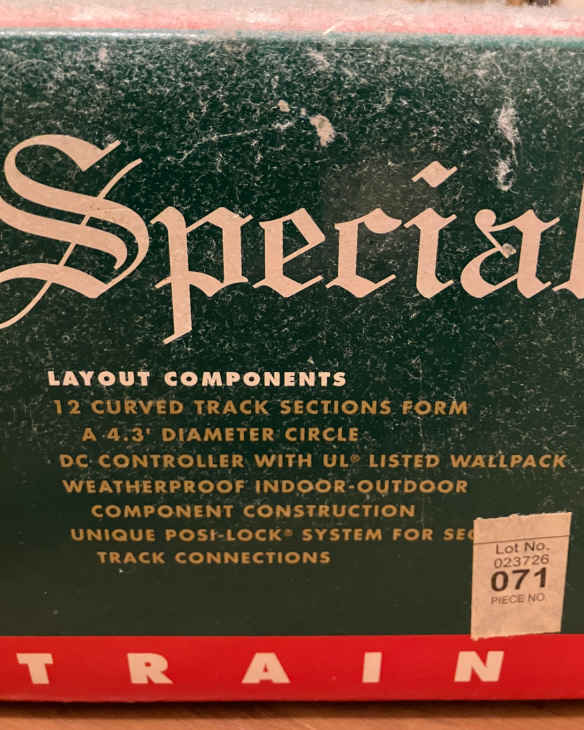 Special
LAYOUT COMPONENTS
12 CURVED TRACK SECTIONS FORM
A 4.3' DIAMETER CIRCLE
DC CONTROLLER WITH UL® LISTED WALLPACK
WEATHERPROOF INDOOR-OUTDOOR
COMPONENT CONSTRUCTION
UNIQUE POSI-LOCK® SYSTEM FOR
TRACK CONNECTIONS
Lot No.
023726
071
PIECE NO.
TRAIN